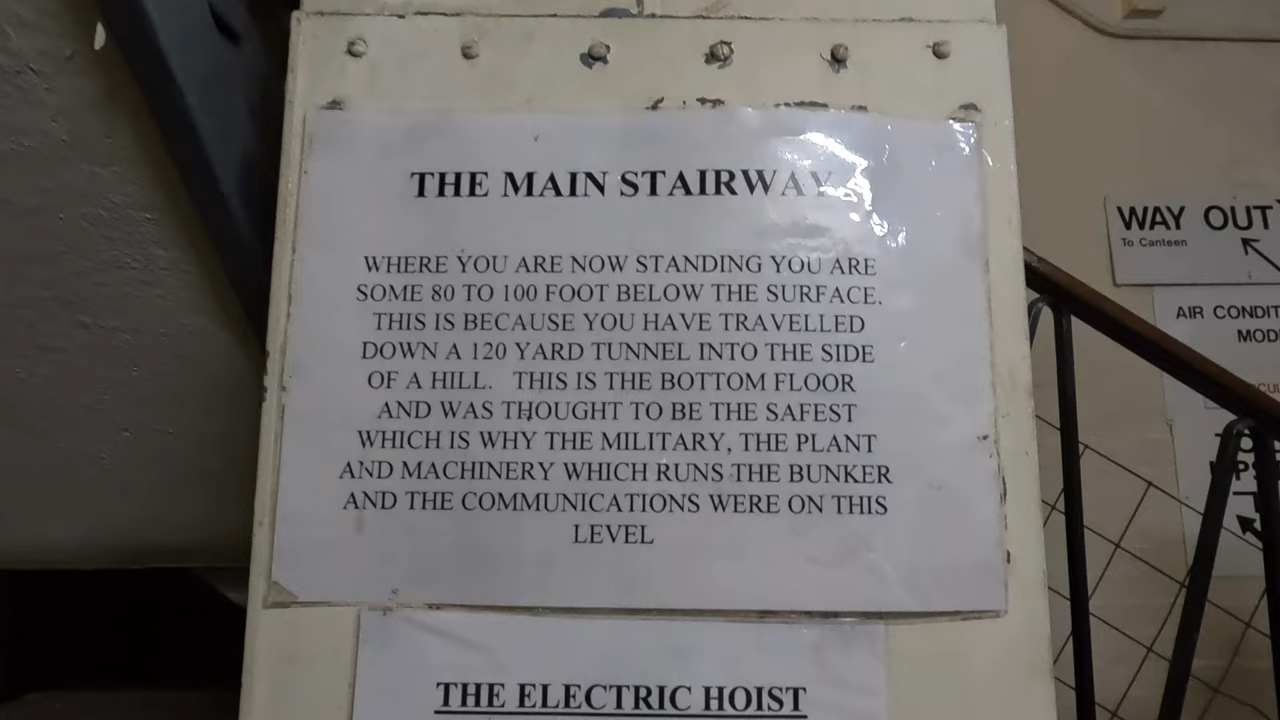 THE MAIN STAIRWAY
WHERE YOU ARE NOW STANDING YOU ARE
SOME 80 TO 100 FOOT BELOW THE SURFACE.
THIS IS BECAUSE YOU HAVE TRAVELLED
DOWN A 120 YARD TUNNEL INTO THE SIDE
OF A HILL. THIS IS THE BOTTOM FLOOR
AND WAS THOUGHT TO BE THE SAFEST
WHICH IS WHY THE MILITARY, THE PLANT
AND MACHINERY WHICH RUNS THE BUNKER
AND THE COMMUNICATIONS WERE ON THIS
LEVEL
THE ELECTRIC HOIST
WAY OUT
To Canteen
AIR